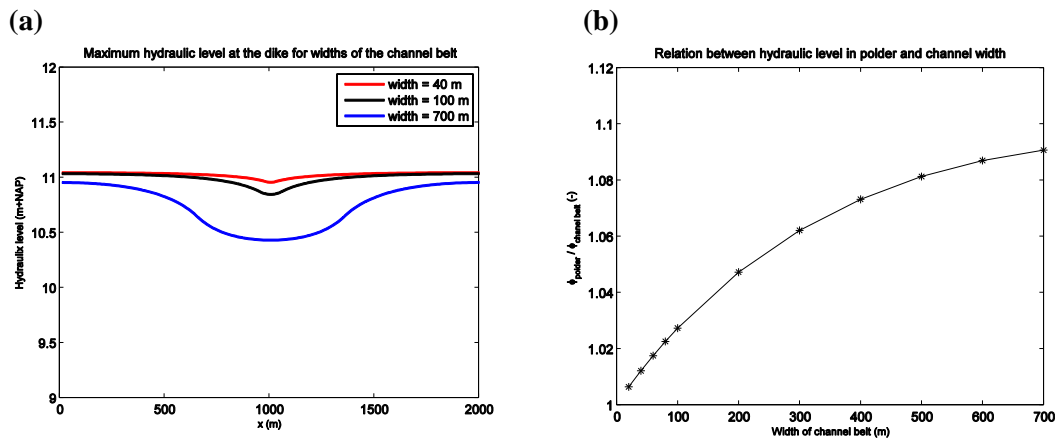 (a)
Maximum hydraulic level at the dike for widths of the channel belt
12
11.5
11
10.5
10
9.5
9
Hydraulix level (m+NAP)
width = 40 m
width = 100 m
width = 700 m
0 500 1000 1500 2000
x (m)
(b)
Relation between hydraulic level in polder and channel width
1.12
1.1
1.08
1.06
1.04
1.02
1
ϕpolder / ϕchanel belt (-)
0 100 200 300 400 500 600 700
Width of channel belt (m)